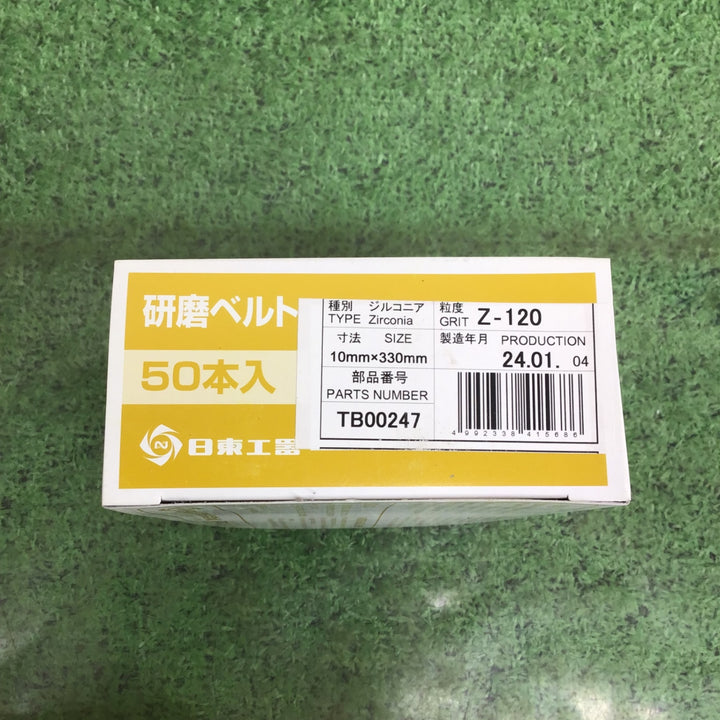 研磨ベルト
50本入
日東工器
種別 ジルコニア
TYPE Zirconia
粒度
GRIT Z-120
寸法 SIZE
10mm×330mm
製造年月 PRODUCTION
24.01. 04
部品番号
PARTS NUMBER
TB00247
4992338 415686